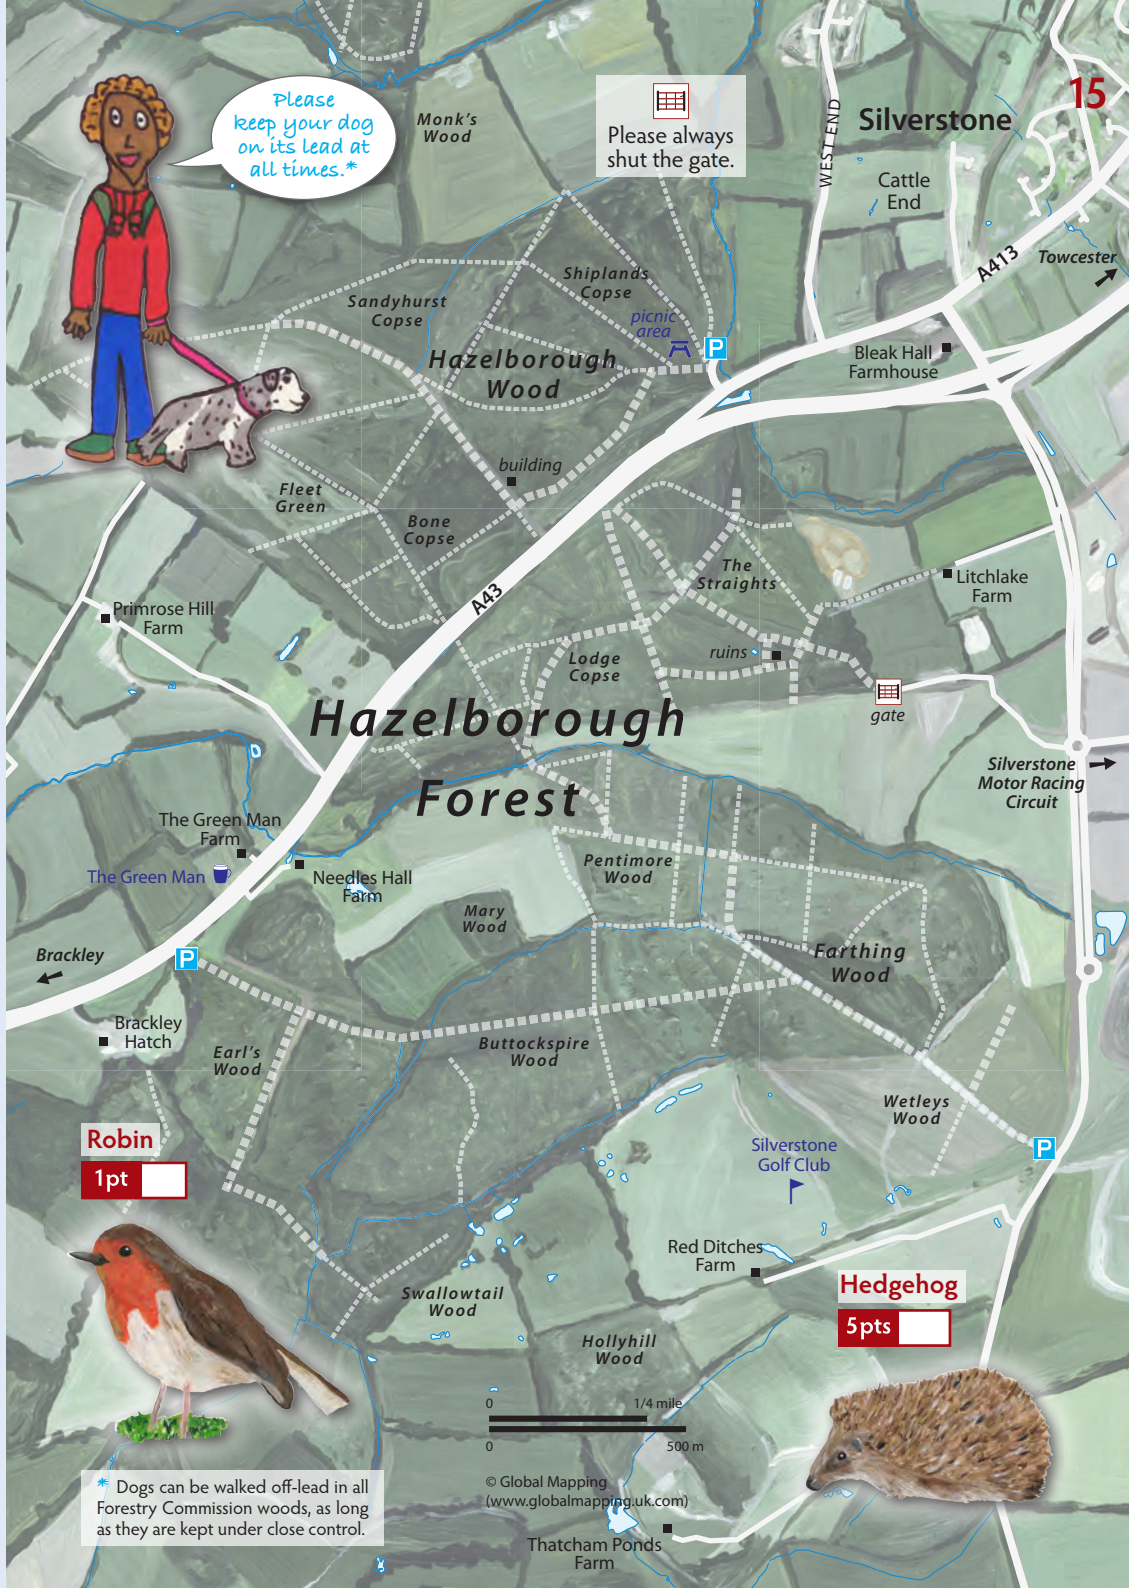 Please
keep your dog
on its lead at
all times.*
Monk's
Wood
Please always
shut the gate.
WEST END
Silverstone
15
Cattle
End
A413
Towcester
Shiplands
Copse
Sandyhurst
Copse
picnic
area
P
Hazelborough
Wood
Bleak Hall
Farmhouse
building
Fleet
Green
Bone
Copse
The
Straights
Litchlake
Farm
A43
Primrose Hill
Farm
ruins
Lodge
Copse
gate
Hazelborough
Forest
Silverstone
Motor Racing
Circuit
The Green Man
Farm
The Green Man
Needles Hall
Farm
Pentimore
Wood
Mary
Wood
Brackley
P
Farthing
Wood
Brackley
Hatch
Earl's
Wood
Buttockspire
Wood
Wetleys
Wood
Robin
1pt
Silverstone
Golf Club
P
Red Ditches
Farm
Hedgehog
5pts
Swallowtail
Wood
Hollyhill
Wood
0 1/4 mile
0 500 m
© Global Mapping
(www.globalmapping.uk.com)
* Dogs can be walked off-lead in all
Forestry Commission woods, as long
as they are kept under close control.
Thatcham Ponds
Farm